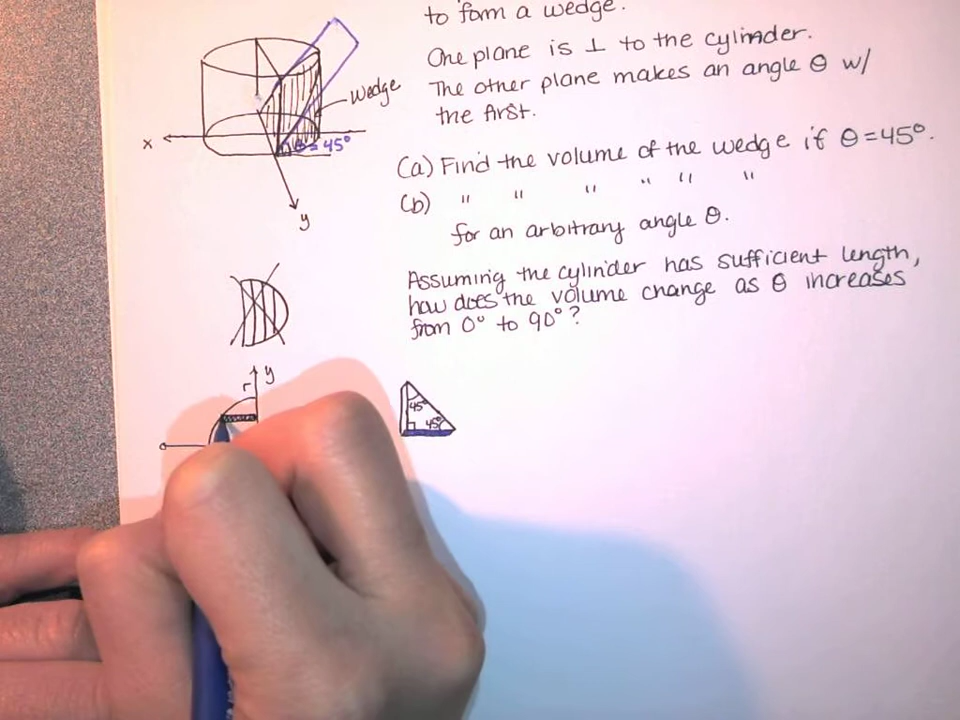 to form a wedge.
One plane is ⊥ to the cylinder.
The other plane makes an angle θ w/
the first.
Wedge
x
θ = 45°
y
(a) Find the volume of the wedge if θ = 45°.
(b) " " " " " "
for an arbitrary angle θ.
Assuming the cylinder has sufficient length,
how does the volume change as θ increases
from 0° to 90°?
r
y
45°
45°